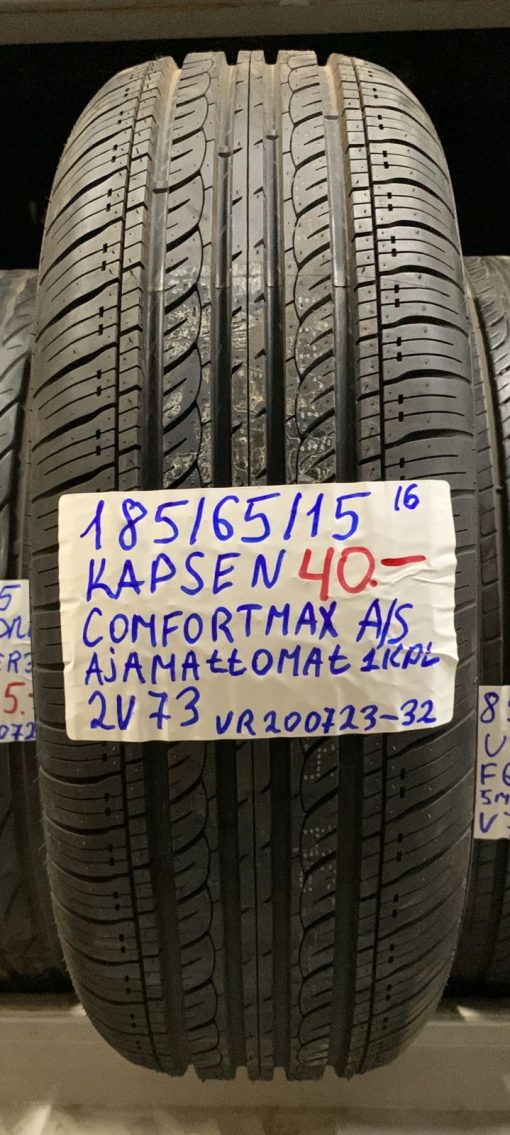 185/65/15 16
KAPSEN 40.-
COMFORTMAX A/S
AjAMAttOMAt 1KPL
2V73 VR200723-32